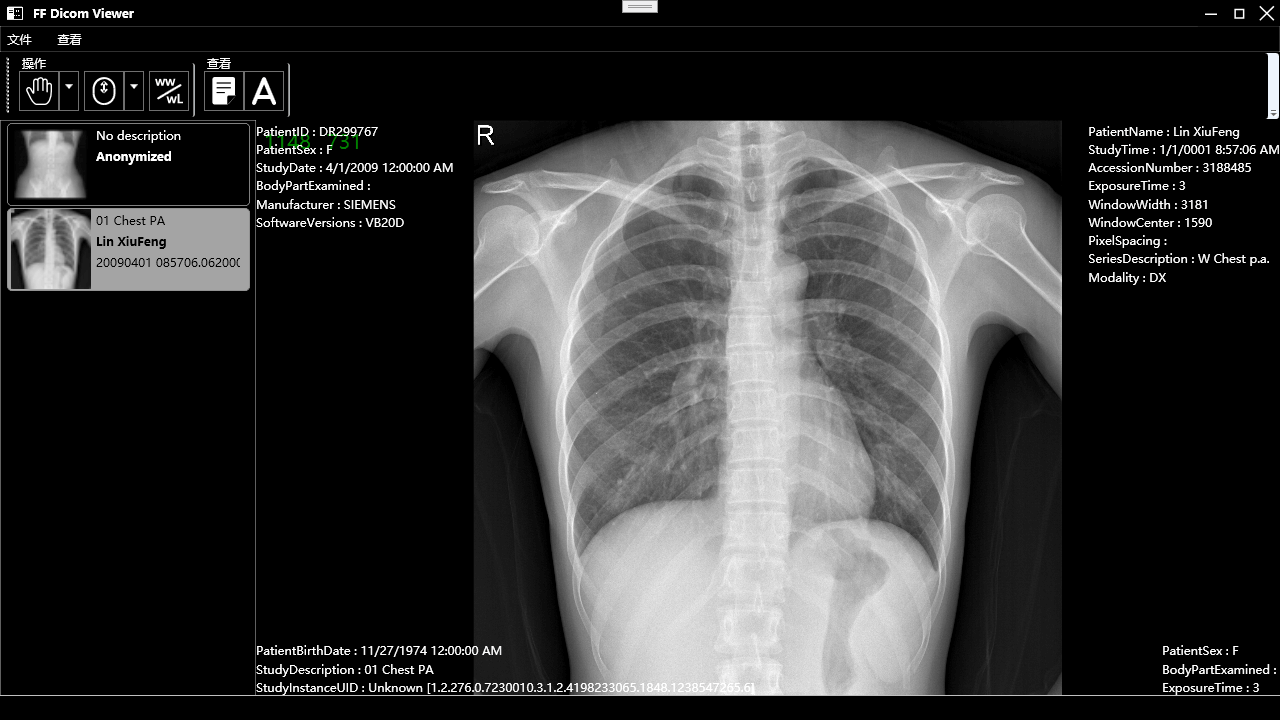 FF Dicom Viewer
文件 查看
操作 查看
WW
WL
A
No description
Anonymized
01 Chest PA
Lin XiuFeng
20090401 085706.062000
PatientID : DR299767
1148 731
PatientSex : F
StudyDate : 4/1/2009 12:00:00 AM
BodyPartExamined :
Manufacturer : SIEMENS
SoftwareVersions : VB20D
R
PatientName : Lin XiuFeng
StudyTime : 1/1/0001 8:57:06 AM
AccessionNumber : 3188485
ExposureTime : 3
WindowWidth : 3181
WindowCenter : 1590
PixelSpacing :
SeriesDescription : W Chest p.a.
Modality : DX
PatientBirthDate : 11/27/1974 12:00:00 AM
StudyDescription : 01 Chest PA
StudyInstanceUID : Unknown [1.2.276.0.7230010.3.1.2.4198233065.1848.1238547265.6]
PatientSex : F
BodyPartExamined :
ExposureTime : 3